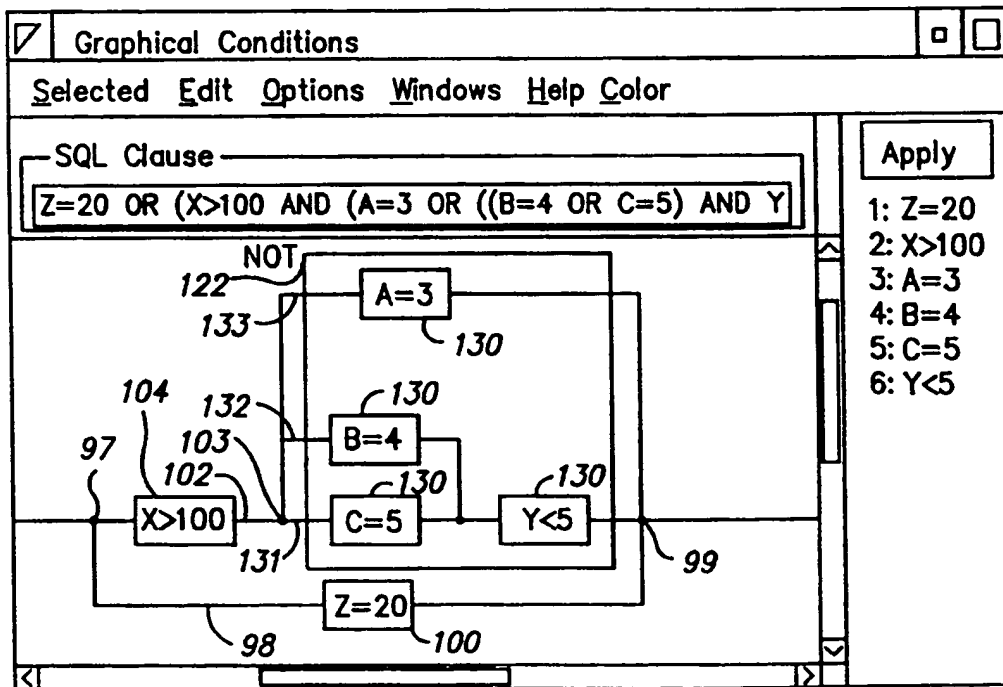 Graphical Conditions
Selected Edit Options Windows Help Color
SQL Clause
Z=20 OR (X>100 AND (A=3 OR ((B=4 OR C=5) AND Y
Apply
1: Z=20
2: X>100
3: A=3
4: B=4
5: C=5
6: Y<5
NOT
122
A=3
133
130
104
130
132
B=4
103
97
102
130
130
X>100
C=5
Y<5
131
99
Z=20
98
100